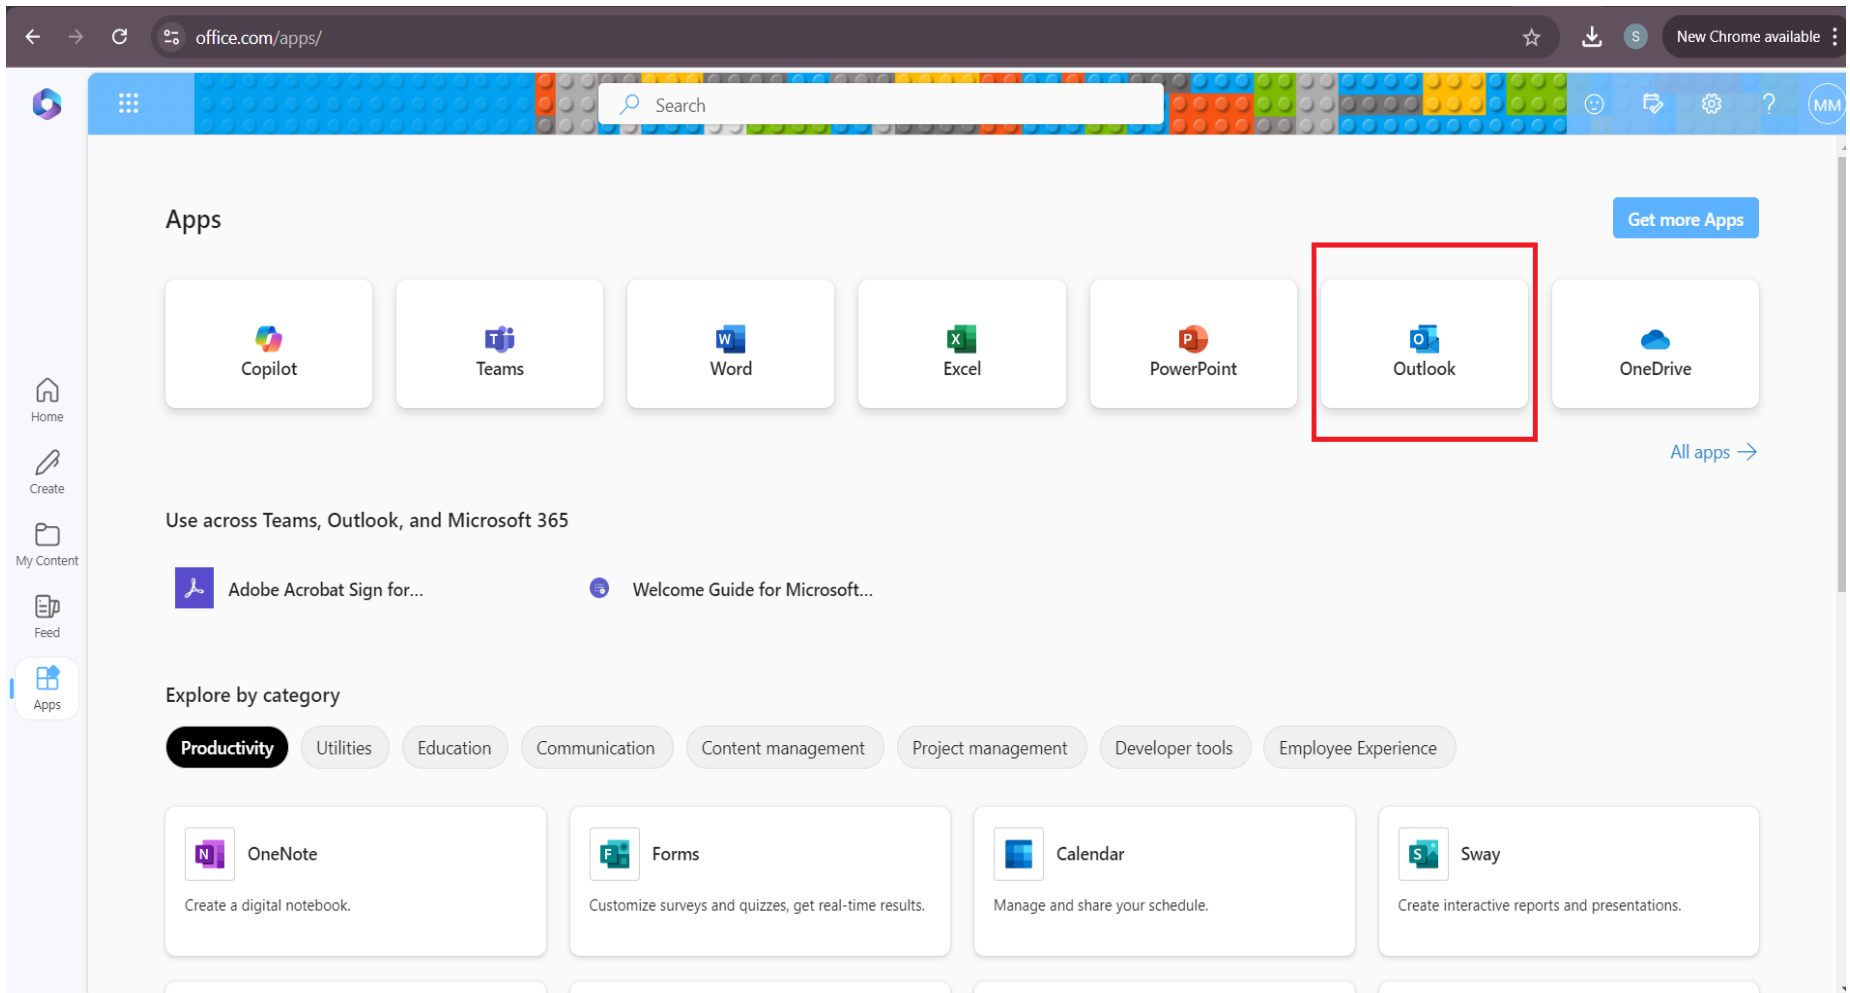 office.com/apps/
S
New Chrome available
Search
MM
Apps
Get more Apps
Copilot
Teams
Word
Excel
PowerPoint
Outlook
OneDrive
All apps
Home
Create
My Content
Feed
Apps
Use across Teams, Outlook, and Microsoft 365
Adobe Acrobat Sign for...
Welcome Guide for Microsoft...
Explore by category
Productivity
Utilities
Education
Communication
Content management
Project management
Developer tools
Employee Experience
OneNote
Create a digital notebook.
Forms
Customize surveys and quizzes, get real-time results.
Calendar
Manage and share your schedule.
Sway
Create interactive reports and presentations.